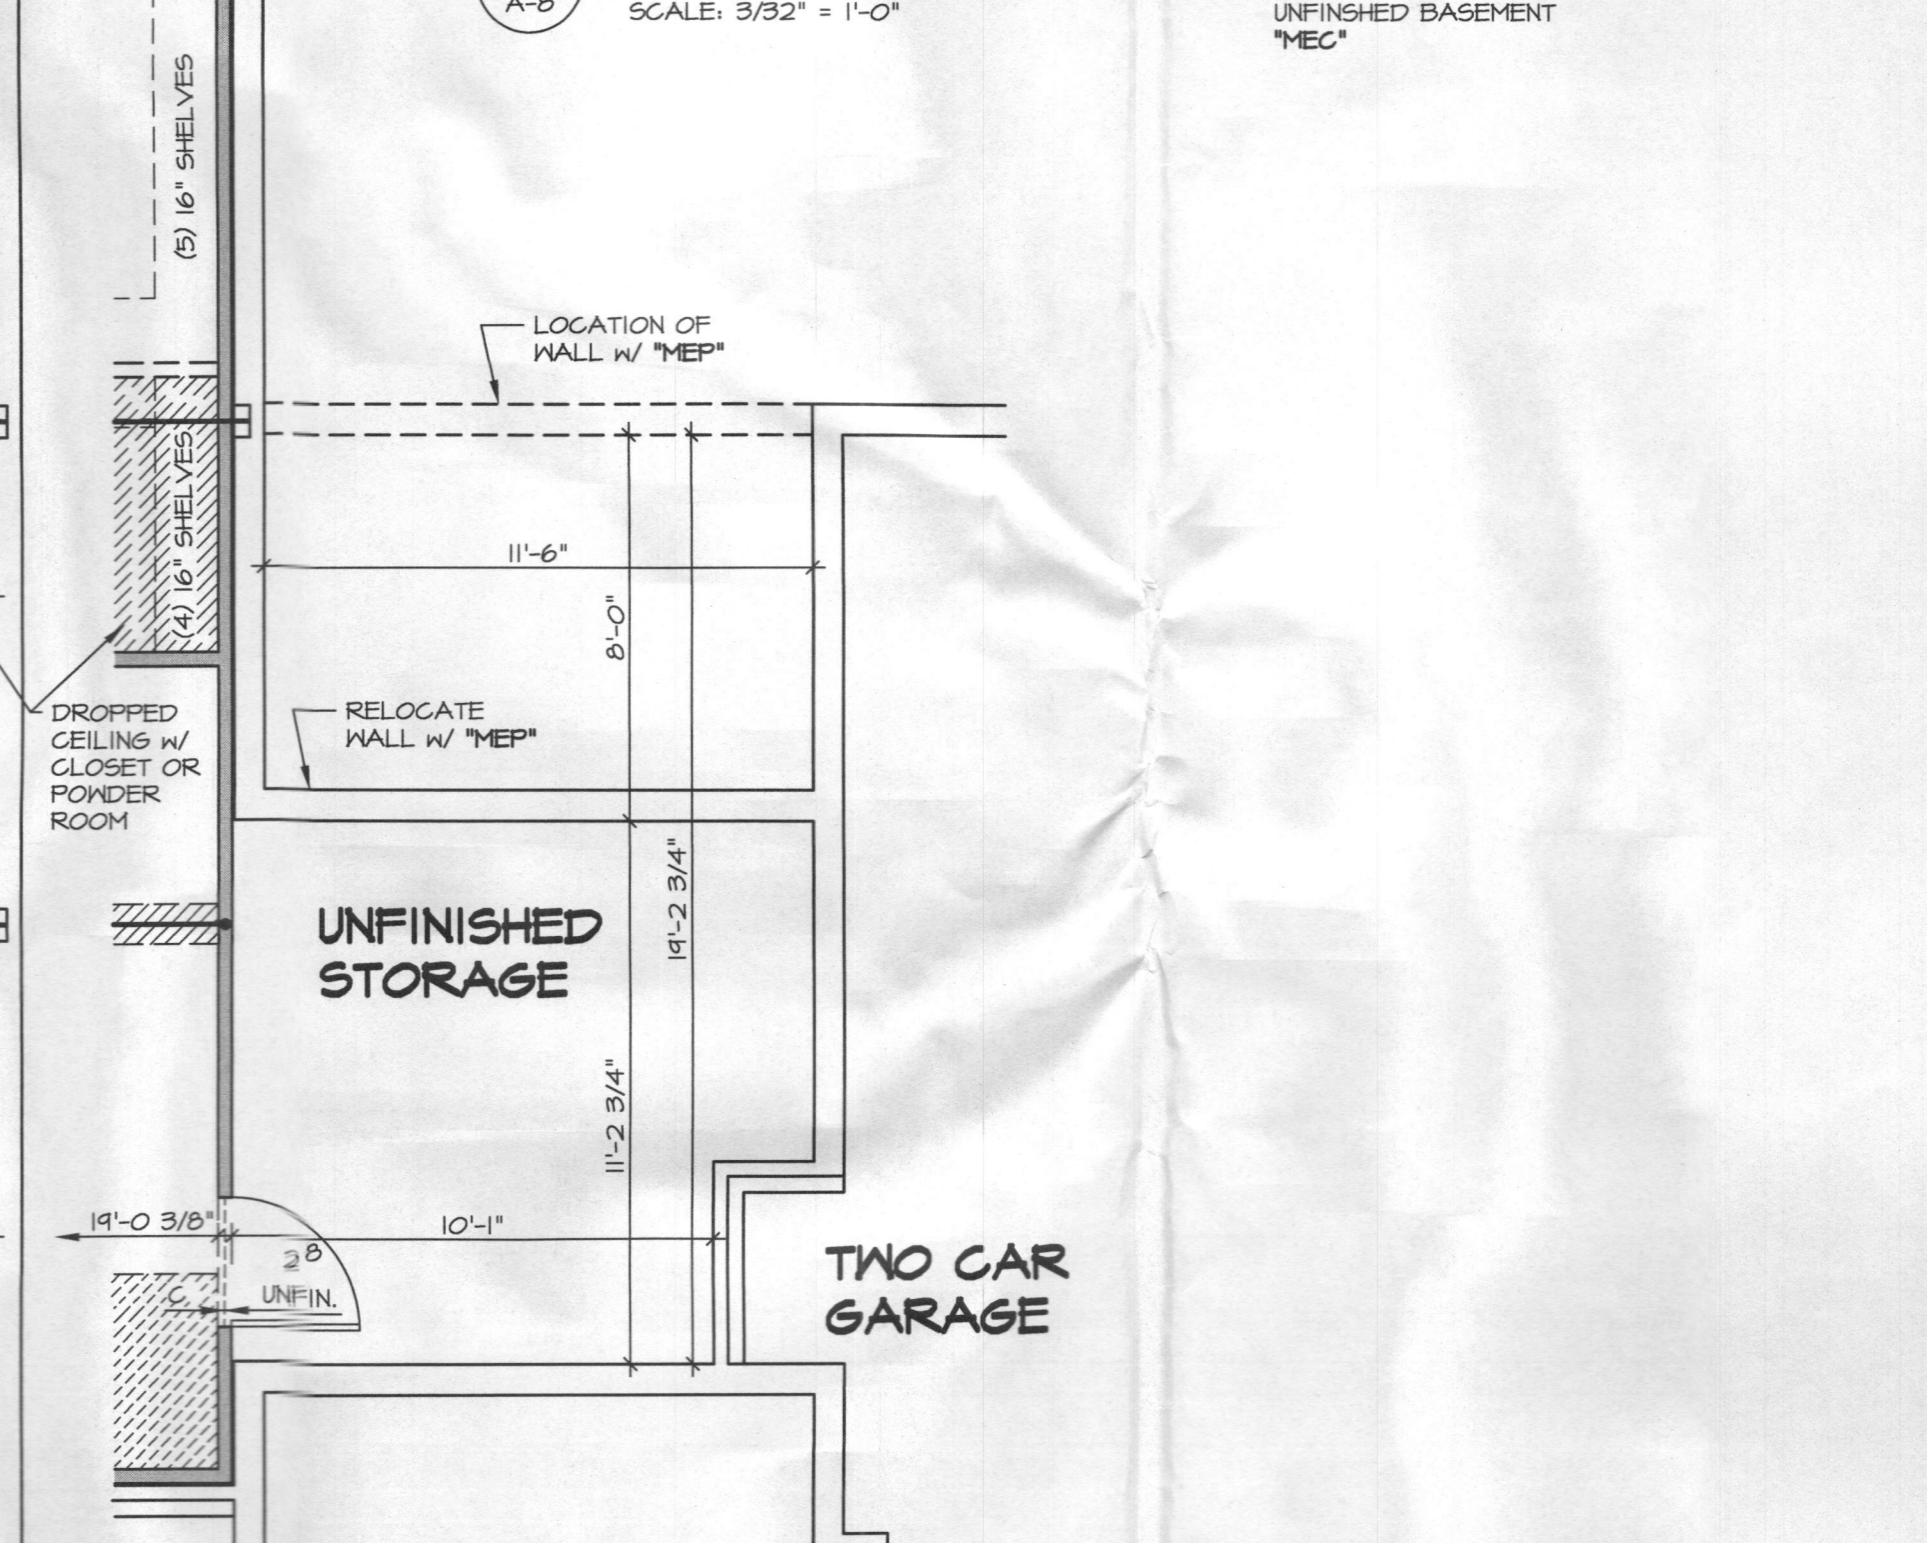 A-8
SCALE: 3/32" = 1'-0"
UNFINSHED BASEMENT
"MEC"
(5) 16" SHELVES
LOCATION OF
WALL w/ "MEP"
(4) 16" SHELVES
11'-6"
8'-0"
RELOCATE
WALL w/ "MEP"
DROPPED
CEILING w/
CLOSET OR
POWDER
ROOM
19'-2 3/4"
UNFINISHED
STORAGE
11'-2 3/4"
19'-0 3/8"
10'-1"
28
C
UNFIN.
TWO CAR
GARAGE